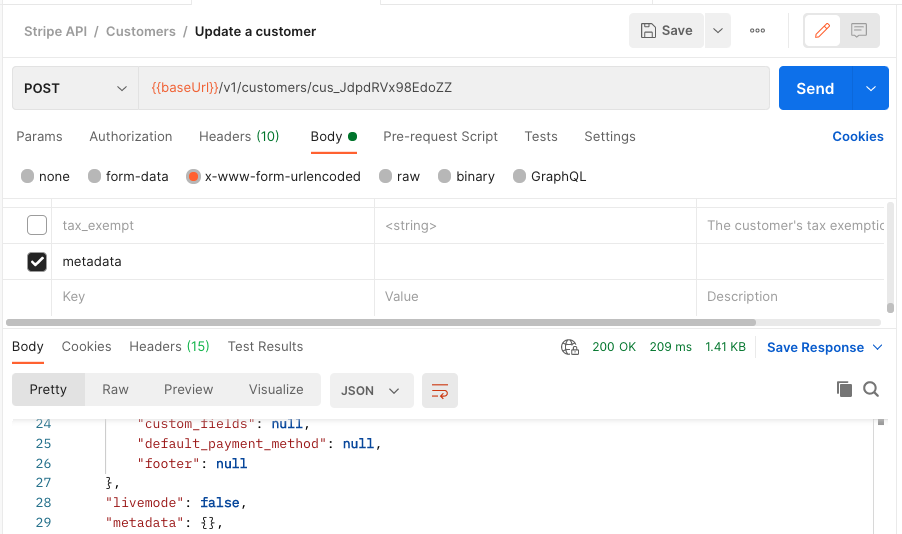 Stripe API / Customers / Update a customer Save
POST {{baseUrl}}/v1/customers/cus_JdpdRVx98EdoZZ Send
Params Authorization Headers (10) Body Pre-request Script Tests Settings Cookies
none form-data x-www-form-urlencoded raw binary GraphQL
tax_exempt <string> The customer's tax exemptic
metadata
Key Value Description
Body Cookies Headers (15) Test Results 200 OK 209 ms 1.41 KB Save Response
Pretty Raw Preview Visualize JSON
24 "custom_fields": null,
25 "default_payment_method": null,
26 "footer": null
27 },
28 "livemode": false,
29 "metadata": {},